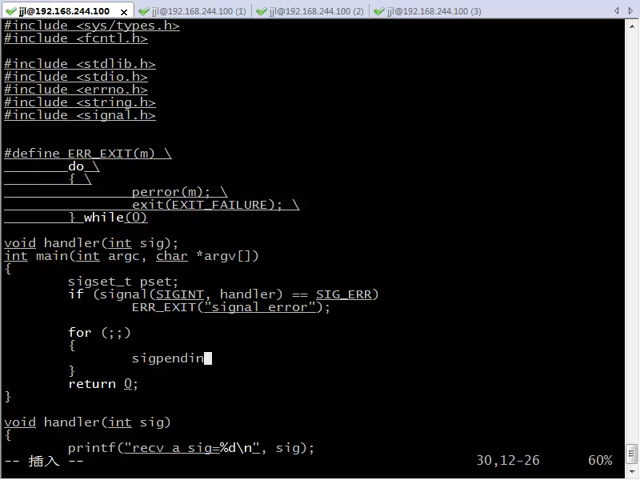 jjl@192.168.244.100 × jjl@192.168.244.100 (1) jjl@192.168.244.100 (2) jjl@192.168.244.100 (3)
#include <sys/types.h>
#include <fcntl.h>
#include <stdlib.h>
#include <stdio.h>
#include <errno.h>
#include <string.h>
#include <signal.h>
#define ERR_EXIT(m) \
do \
{ \
perror(m); \
exit(EXIT_FAILURE); \
} while(0)
void handler(int sig);
int main(int argc, char *argv[])
{
sigset_t pset;
if (signal(SIGINT, handler) == SIG_ERR)
ERR_EXIT("signal error");
for (;;)
{
sigpendin
}
return 0;
}
void handler(int sig)
{
printf("recv a sig=%d\n", sig);
-- 插入 -- 30,12-26 60%